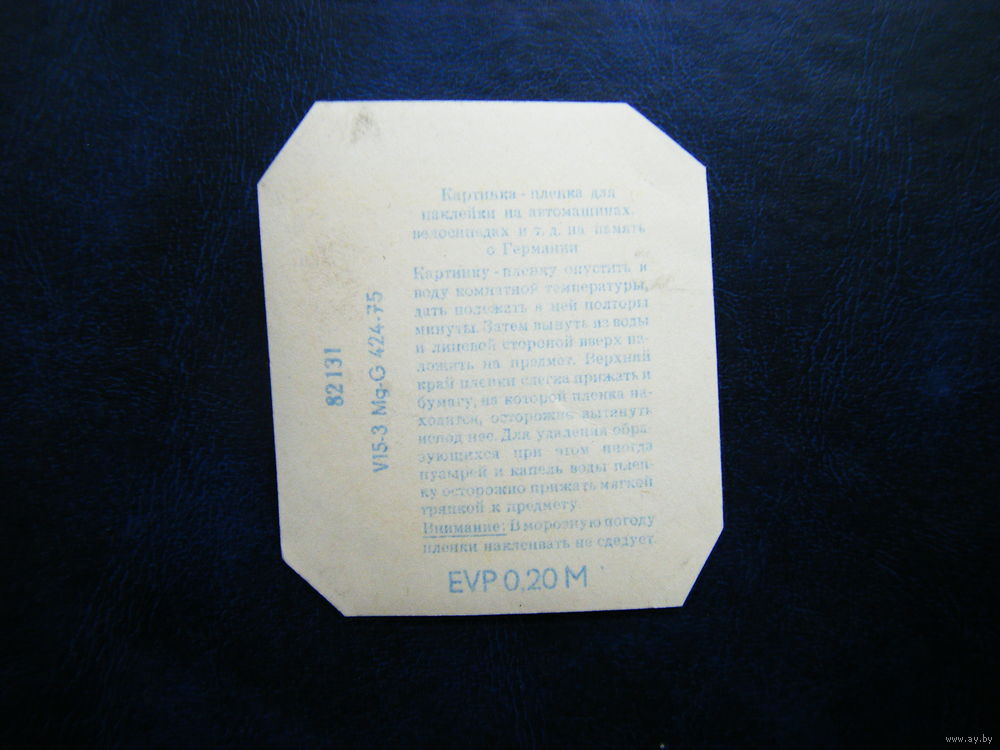 Картинка - пленка для
наклейки на автомашинах,
велосипедах и т. д. на память
о Германии
Картинку - пленку опустить в
воду комнатной температуры,
дать полежать в ней полторы
минуты. Затем вынуть из воды
и лицевой стороной вверх на-
ложить на предмет. Верхний
край пленки слегка прижать и
бумагу, на которой пленка на-
ходится, осторожно вытянуть
испод нее. Для удаления обра-
зующихся при этом иногда
пузырей и капель воды плен-
ку осторожно прижать мягкой
тряпкой к предмету.
Внимание: В морозную погоду
пленки наклеивать не следует.
EVP 0,20 M
82131
V15-3 Mg-G 424-75
www.ay.by